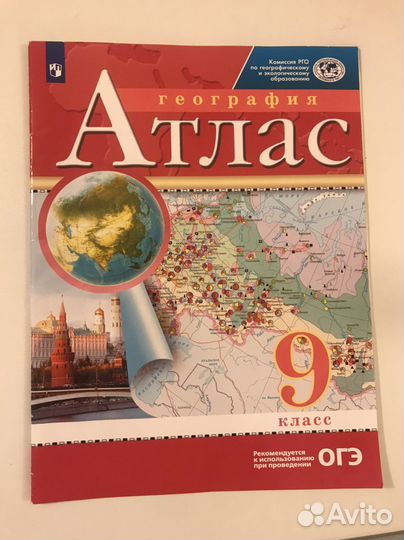 Комиссия РГО
по географическому
и экологическому
образованию
география
Атлас
9
класс
Рекомендуется
к использованию
при проведении
ОГЭ
Avito